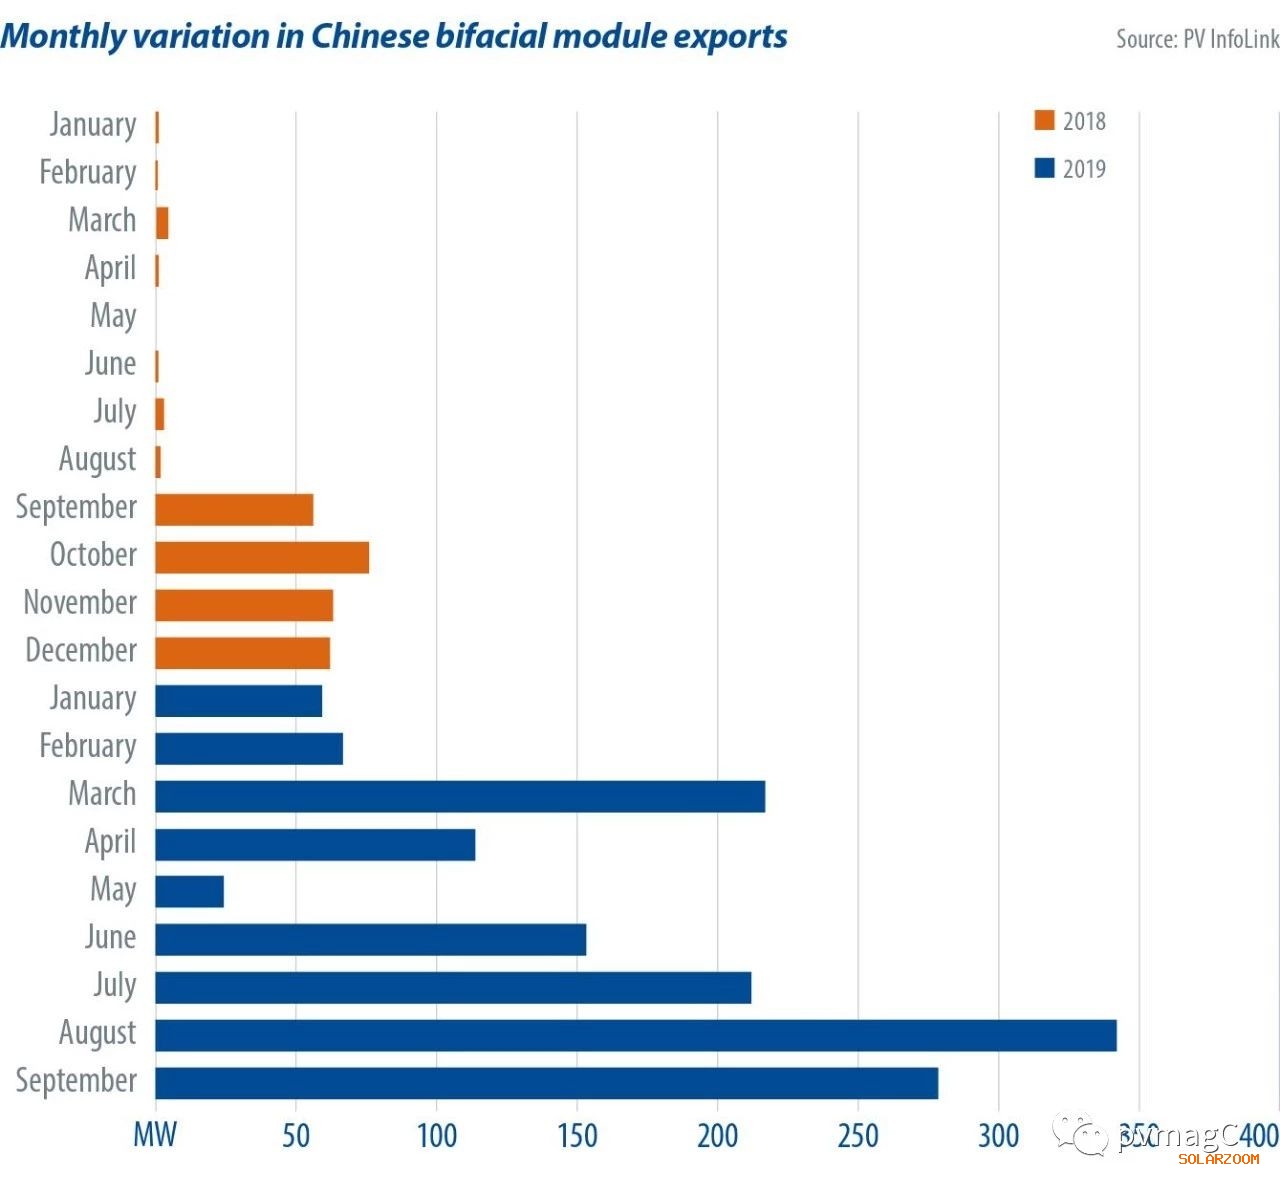 Monthly variation in Chinese bifacial module exports
Source: PV InfoLink
2018
2019
January
February
March
April
May
June
July
August
September
October
November
December
January
February
March
April
May
June
July
August
September
MW 50 100 150 200 250 300 350 400
pvmagC
SOLARZOOM